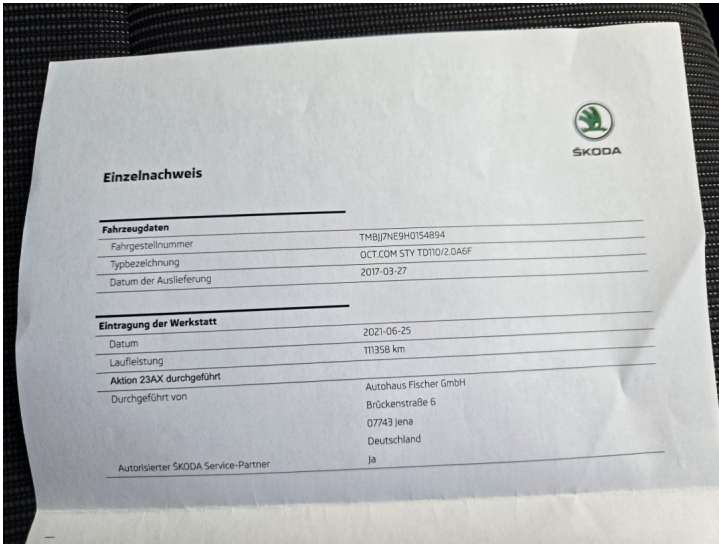 ŠKODA
Einzelnachweis
Fahrzeugdaten
Fahrgestellnummer TMBJJ7NE9H0154894
Typbezeichnung OCT.COM STY TD110/2.0A6F
Datum der Auslieferung 2017-03-27
Eintragung der Werkstatt
Datum 2021-06-25
Laufleistung 111358 km
Aktion 23AX durchgeführt
Durchgeführt von Autohaus Fischer GmbH
Brückenstraße 6
07743 Jena
Deutschland
Autorisierter ŠKODA Service-Partner Ja